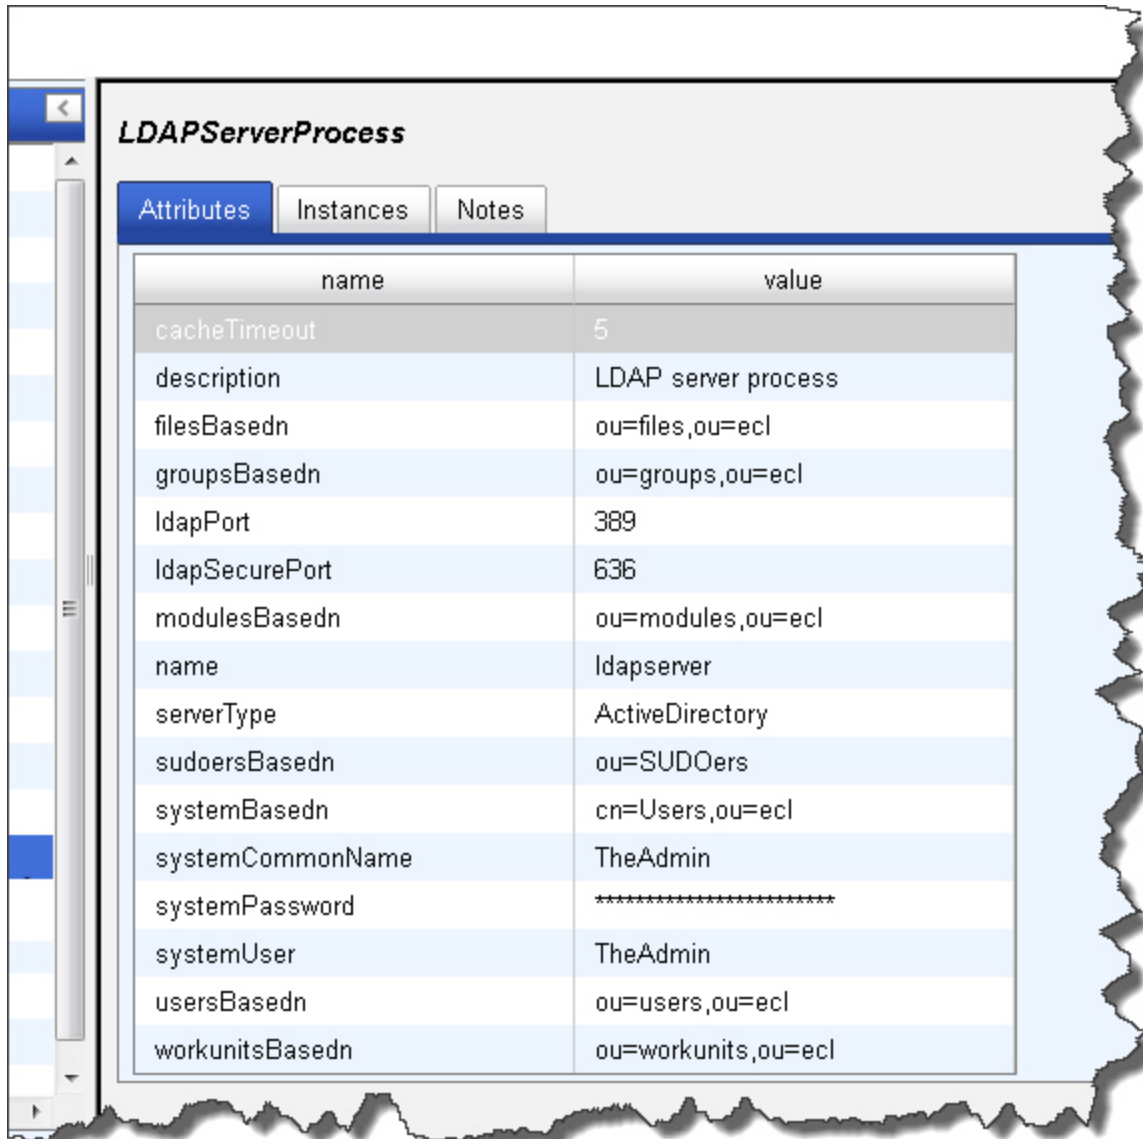 LDAPServerProcess
Attributes Instances Notes
name value
cacheTimeout 5
description LDAP server process
filesBasedn ou=files,ou=ecl
groupsBasedn ou=groups,ou=ecl
ldapPort 389
ldapSecurePort 636
modulesBasedn ou=modules,ou=ecl
name ldapserver
serverType ActiveDirectory
sudoersBasedn ou=SUDOers
systemBasedn cn=Users,ou=ecl
systemCommonName TheAdmin
systemPassword ************************
systemUser TheAdmin
usersBasedn ou=users,ou=ecl
workunitsBasedn ou=workunits,ou=ecl